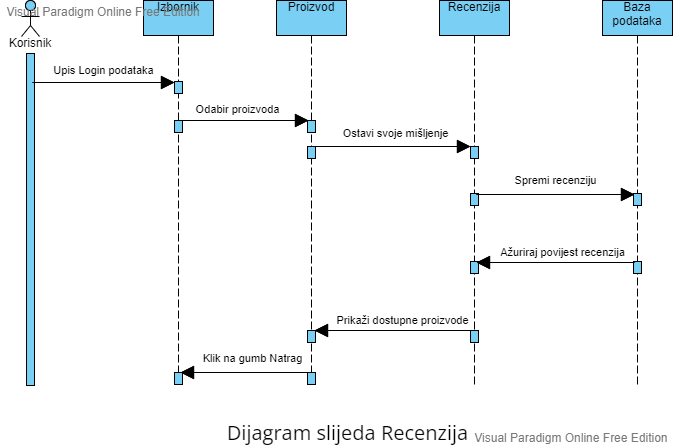 Visual Paradigm Online Free Edition
Korisnik
Izbornik
Proizvod
Recenzija
Baza
podataka
Upis Login podataka
Odabir proizvoda
Ostavi svoje mišljenje
Spremi recenziju
Ažuriraj povijest recenzija
Prikaži dostupne proizvode
Klik na gumb Natrag
Dijagram slijeda Recenzija
Visual Paradigm Online Free Edition